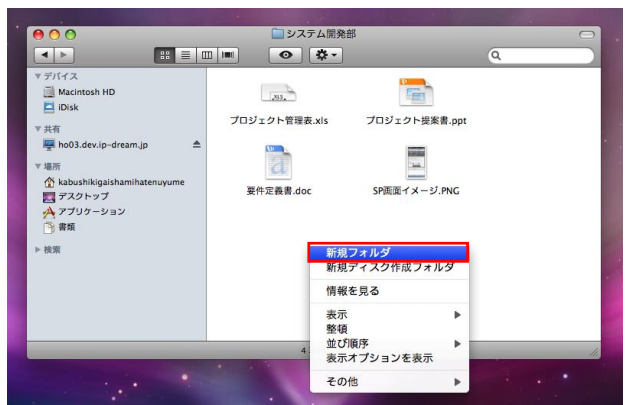 システム開発部
デバイス
Macintosh HD
iDisk
共有
ho03.dev.ip-dream.jp
場所
kabushikigaishamihatenuyume
デスクトップ
アプリケーション
書類
検索
プロジェクト管理表.xls
プロジェクト提案書.ppt
要件定義書.doc
SP画面イメージ.PNG
新規フォルダ
新規ディスク作成フォルダ
情報を見る
表示
整頓
並び順序
表示オプションを表示
その他
4